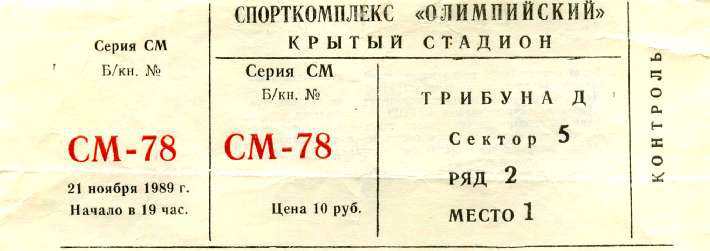 Серия СМ
Б/кн. №
СМ-78
21 ноября 1989 г.
Начало в 19 час.
СПОРТКОМПЛЕКС «ОЛИМПИЙСКИЙ»
КРЫТЫЙ СТАДИОН
Серия СМ
Б/кн. №
СМ-78
Цена 10 руб.
ТРИБУНА Д
Сектор 5
РЯД 2
МЕСТО 1
КОНТРОЛЬ